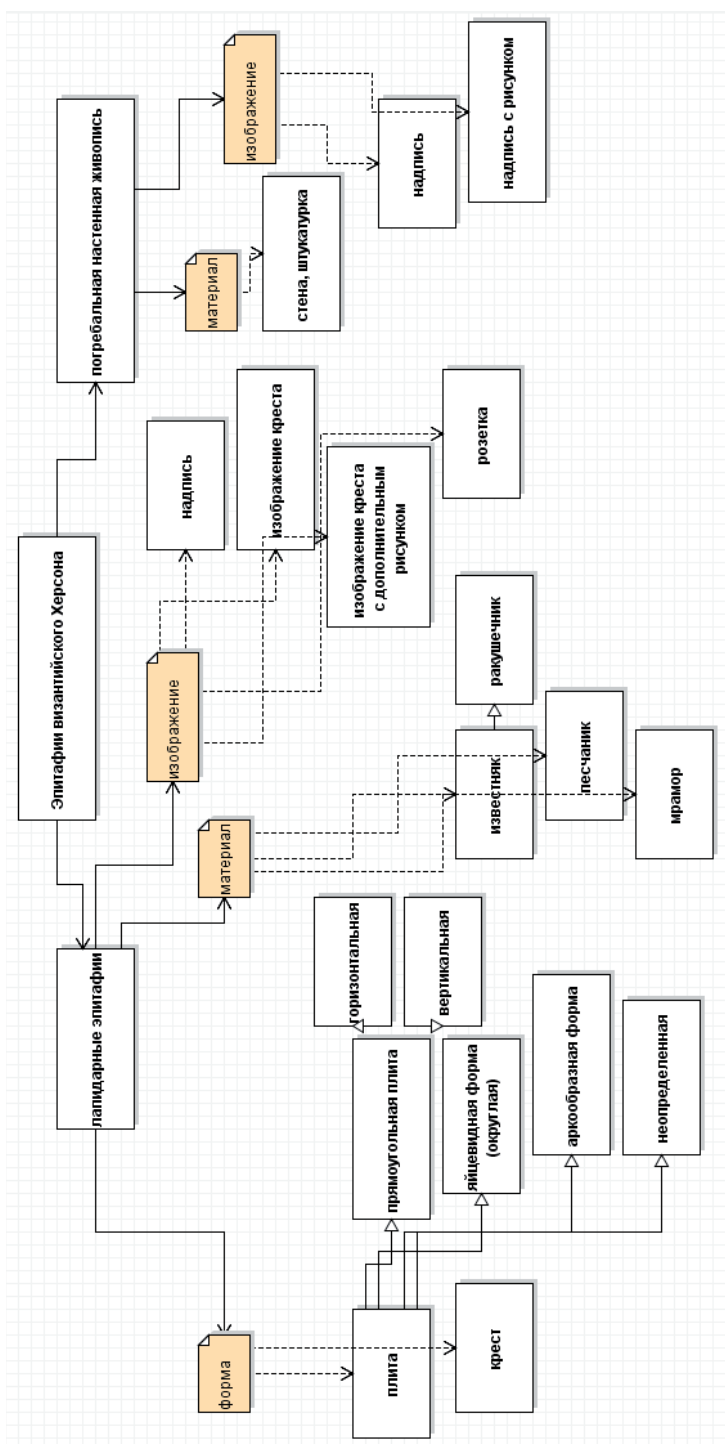 Эпитафии византийского Херсона
лапидарные эпитафии
погребальная настенная живопись
форма
материал
изображение
материал
изображение
плита
крест
прямоугольная плита
горизонтальная
вертикальная
яйцевидная форма
(округлая)
аркообразная форма
неопределенная
известняк
ракушечник
песчаник
мрамор
надпись
изображение креста
изображение креста
с дополнительным
рисунком
розетка
стена, штукатурка
надпись
надпись с рисунком